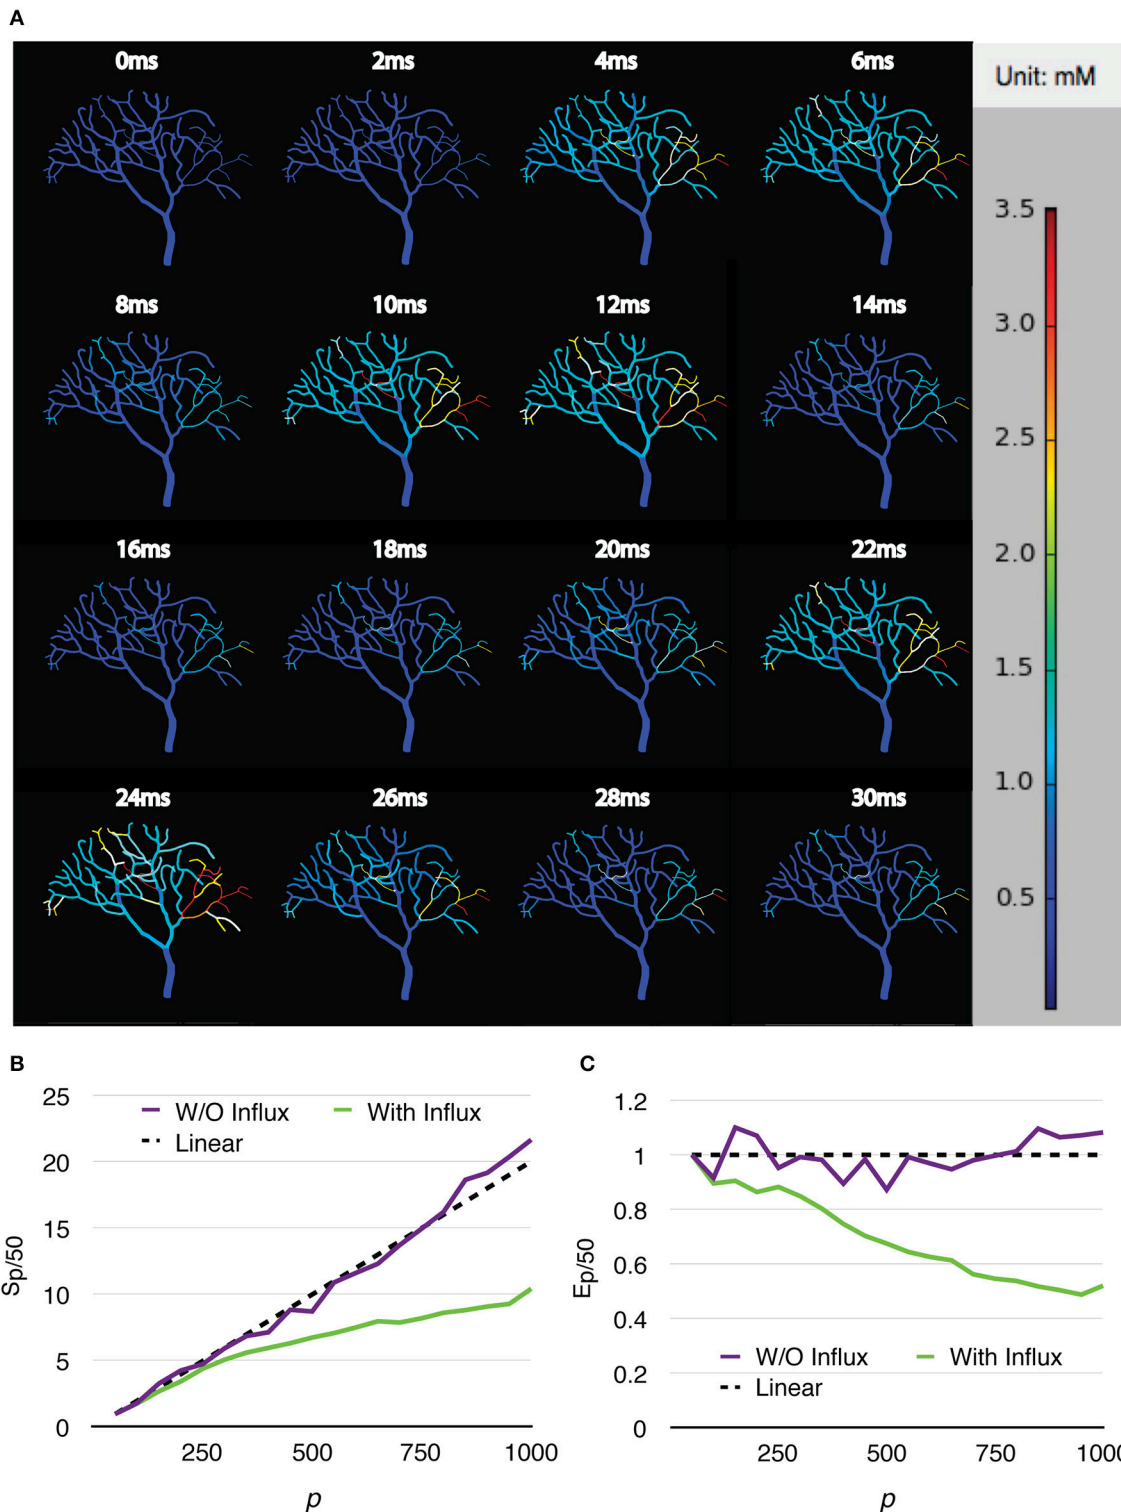 A
0ms 2ms 4ms 6ms
Unit: mM
8ms 10ms 12ms 14ms
16ms 18ms 20ms 22ms
24ms 26ms 28ms 30ms
3.5
3.0
2.5
2.0
1.5
1.0
0.5
B
25
20
15
10
5
0
Sp/50
W/O Influx With Influx
Linear
250 500 750 1000
p
C
1.2
1
0.8
0.6
0.4
0.2
0
Ep/50
W/O Influx With Influx
Linear
250 500 750 1000
p